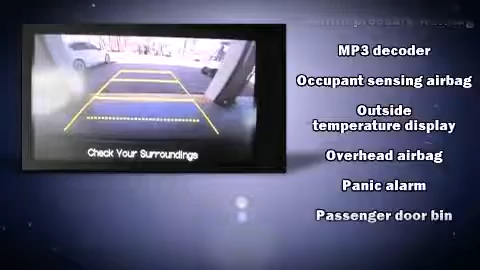 MP3 decoder
Occupant sensing airbag
Outside
temperature display
Overhead airbag
Panic alarm
Passenger door bin
Check Your Surroundings